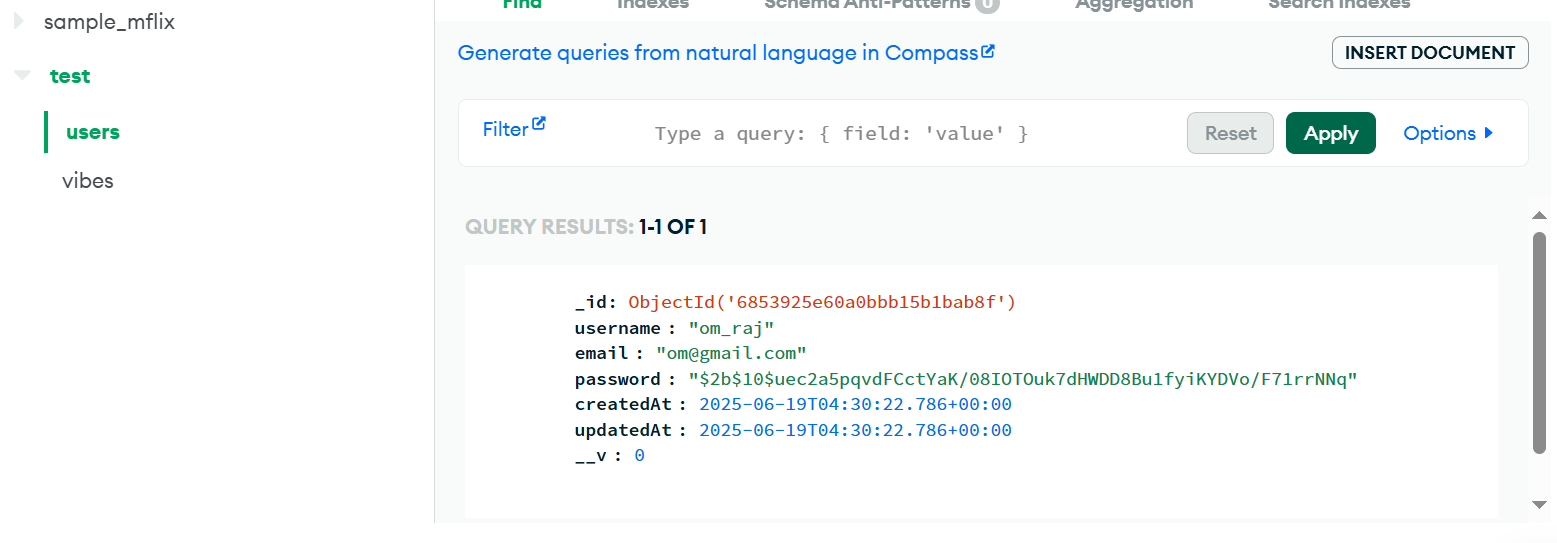 sample_mflix
test
users
vibes
Find Indexes Schema Anti-Patterns 0 Aggregation Search Indexes
Generate queries from natural language in Compass
INSERT DOCUMENT
Filter
Type a query: { field: 'value' }
Reset
Apply
Options
QUERY RESULTS: 1-1 OF 1
_id: ObjectId('6853925e60a0bbb15b1bab8f')
username : "om_raj"
email : "om@gmail.com"
password : "$2b$10$uec2a5pqvdFCctYaK/08IOTOuk7dHWDD8Bu1fyiKYDVo/F71rrNNq"
createdAt : 2025-06-19T04:30:22.786+00:00
updatedAt : 2025-06-19T04:30:22.786+00:00
__v : 0